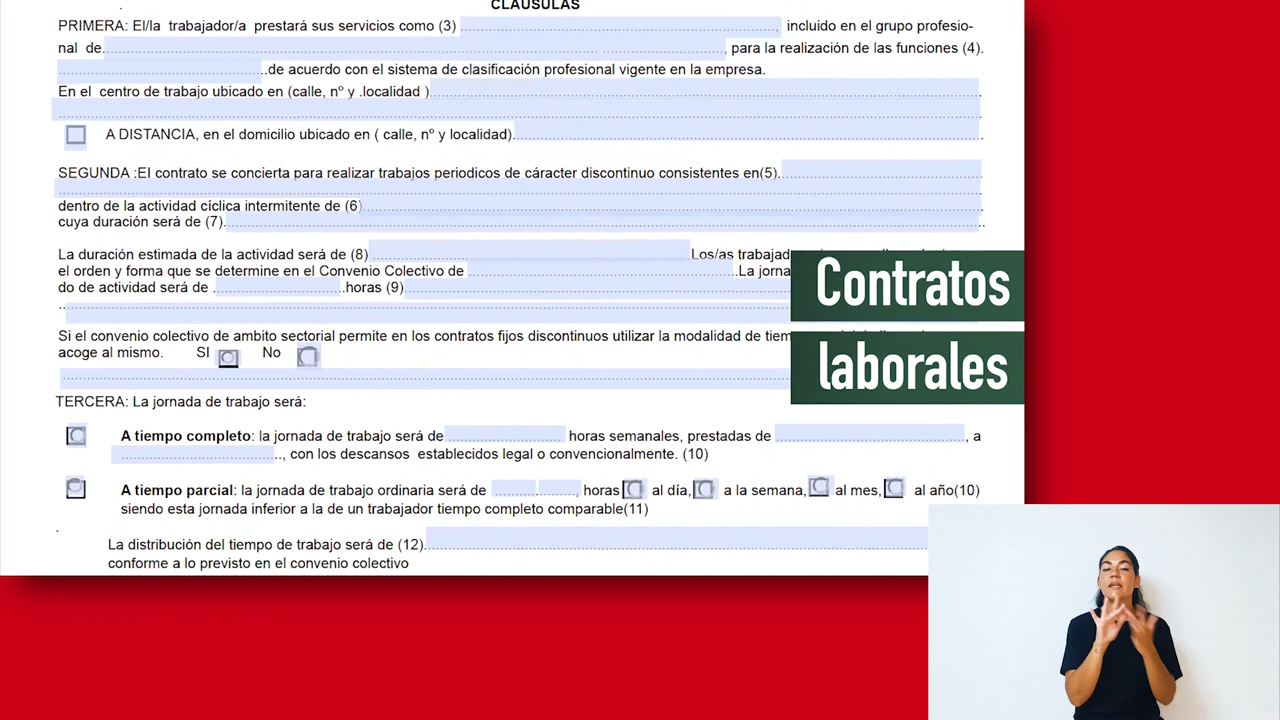 CLAUSULAS
PRIMERA: El/la trabajador/a prestará sus servicios como (3) incluido en el grupo profesio-
nal de, para la realización de las funciones (4).
de acuerdo con el sistema de clasificación profesional vigente en la empresa.
En el centro de trabajo ubicado en (calle, nº y .localidad )
A DISTANCIA, en el domicilio ubicado en ( calle, nº y localidad)
SEGUNDA :El contrato se concierta para realizar trabajos periodicos de cáracter discontinuo consistentes en(5)
dentro de la actividad cíclica intermitente de (6)
cuya duración será de (7)
La duración estimada de la actividad será de (8) Los/as
el orden y forma que se determine en el Convenio Colectivo de .La
do de actividad será de horas (9)
Si el convenio colectivo de ambito sectorial permite en los contratos fijos discontinuos utilizar la modalidad de
acoge al mismo. SI No
Contratos
laborales
TERCERA: La jornada de trabajo será:
A tiempo completo: la jornada de trabajo será de horas semanales, prestadas de , a
, con los descansos establecidos legal o convencionalmente. (10)
A tiempo parcial: la jornada de trabajo ordinaria será de horas al día, a la semana, al mes, al año(10)
siendo esta jornada inferior a la de un trabajador tiempo completo comparable(11)
La distribución del tiempo de trabajo será de (12)
conforme a lo previsto en el convenio colectivo